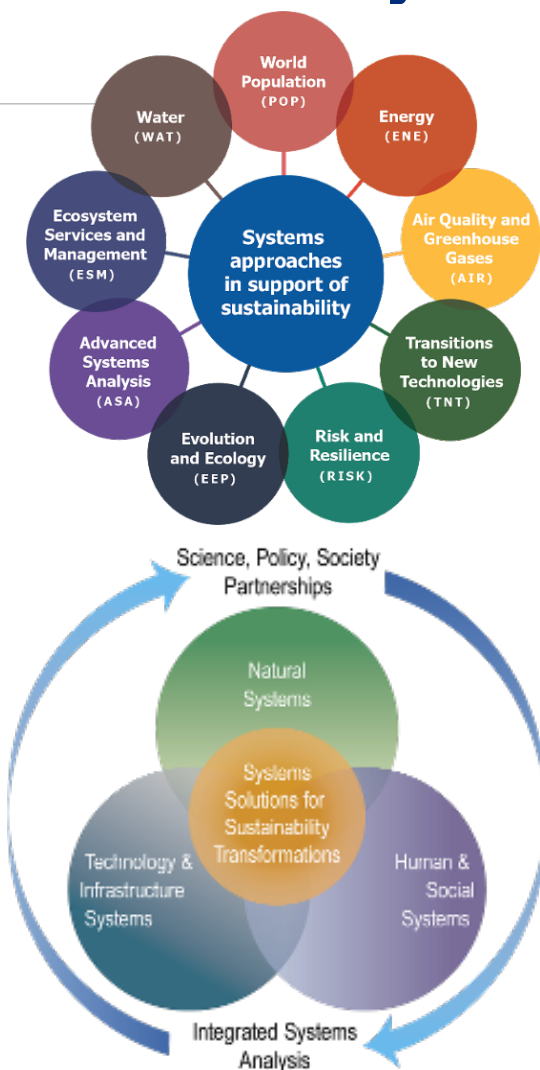 World
Population
(POP)
Energy
(ENE)
Air Quality and
Greenhouse
Gases
(AIR)
Transitions
to New
Technologies
(TNT)
Risk and
Resilience
(RISK)
Evolution
and Ecology
(EEP)
Advanced
Systems
Analysis
(ASA)
Ecosystem
Services and
Management
(ESM)
Water
(WAT)
Systems
approaches
in support of
sustainability
Science, Policy, Society
Partnerships
Natural
Systems
Systems
Solutions for
Sustainability
Transformations
Technology &
Infrastructure
Systems
Human &
Social
Systems
Integrated Systems
Analysis